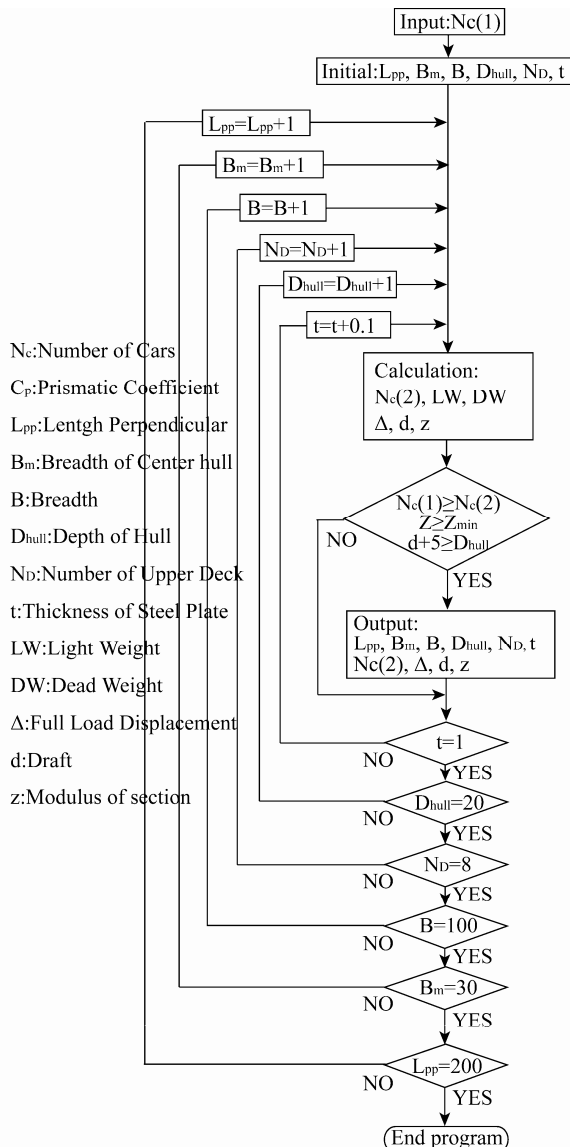 Input:Nc(1)
Initial:Lpp, Bm, B, Dhull, ND, t
Lpp=Lpp+1
Bm=Bm+1
B=B+1
ND=ND+1
Dhull=Dhull+1
t=t+0.1
Nc:Number of Cars
Cp:Prismatic Coefficient
Lpp:Lentgh Perpendicular
Bm:Breadth of Center hull
B:Breadth
Dhull:Depth of Hull
ND:Number of Upper Deck
t:Thickness of Steel Plate
LW:Light Weight
DW:Dead Weight
Δ:Full Load Displacement
d:Draft
z:Modulus of section
Calculation:
Nc(2), LW, DW
Δ, d, z
Nc(1)≥Nc(2)
Z≥Zmin
d+5≥Dhull
NO
YES
Output:
Lpp, Bm, B, Dhull, ND, t
Nc(2), Δ, d, z
t=1
NO
YES
Dhull=20
NO
YES
ND=8
NO
YES
B=100
NO
YES
Bm=30
NO
YES
Lpp=200
NO
YES
End program